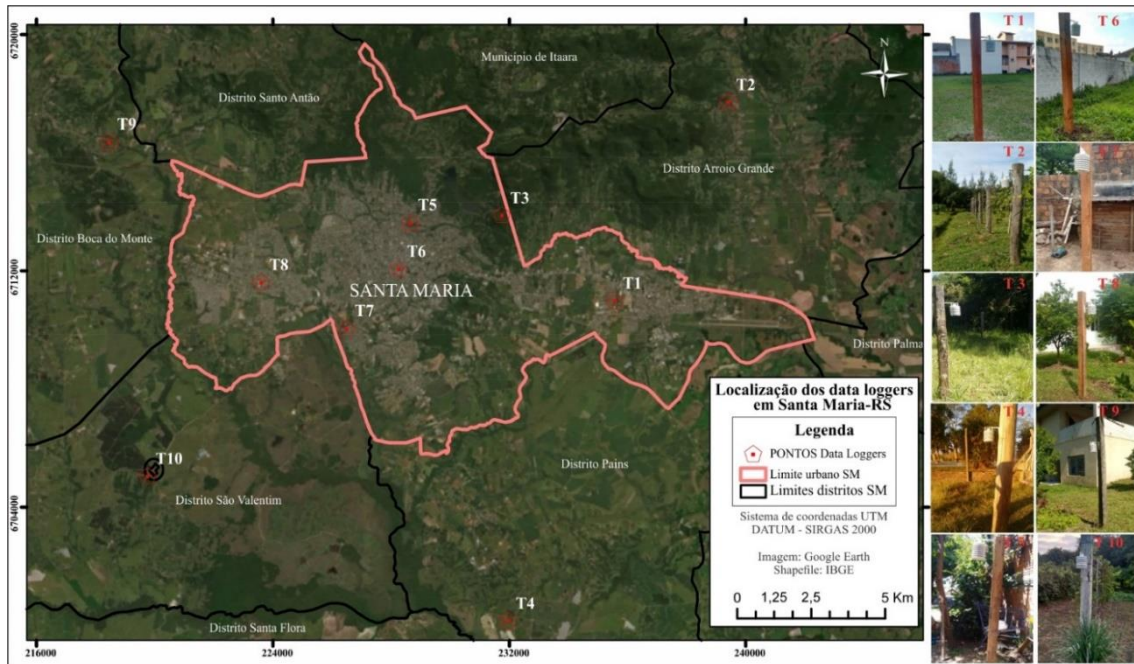 6720000
6712000
6704000
216000
224000
232000
240000
N
Município de Itaara
Distrito Santo Antão
T2
T9
Distrito Arroio Grande
T3
T5
Distrito Boca do Monte
T6
T8
SANTA MARIA
T1
T7
Distrito Palma
T10
Distrito São Valentim
Distrito Pains
T4
Distrito Santa Flora
Localização dos data loggers
em Santa Maria-RS
Legenda
PONTOS Data Loggers
Limite urbano SM
Limites distritos SM
Sistema de coordenadas UTM
DATUM - SIRGAS 2000
Imagem: Google Earth
Shapefile: IBGE
0 1,25 2,5 5 Km
T 1
T 6
T 2
T 3
T 8
T 4
T 9